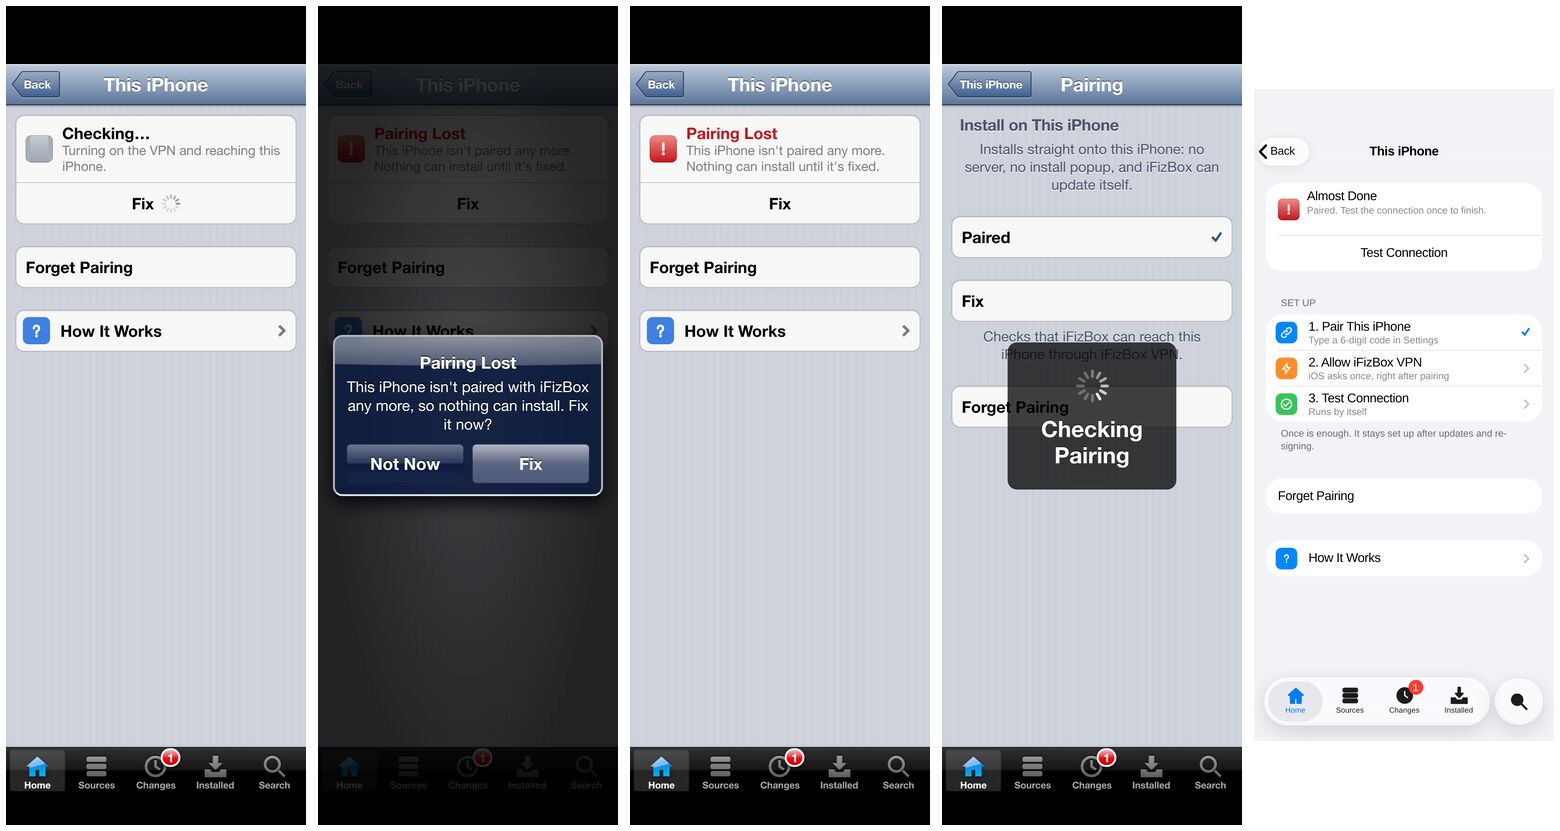 Back
This iPhone
Checking...
Turning on the VPN and reaching this
iPhone.
Fix
Forget Pairing
? How It Works
Home
Sources
1
Changes
Installed
Search
Back
This iPhone
! Pairing Lost
This iPhone isn't paired any more.
Nothing can install until it's fixed.
Fix
Forget Pairing
? How It Works
Pairing Lost
This iPhone isn't paired with iFizBox
any more, so nothing can install. Fix
it now?
Not Now
Fix
Home
Sources
1
Changes
Installed
Search
Back
This iPhone
! Pairing Lost
This iPhone isn't paired any more.
Nothing can install until it's fixed.
Fix
Forget Pairing
? How It Works
Home
Sources
1
Changes
Installed
Search
This iPhone
Pairing
Install on This iPhone
Installs straight onto this iPhone: no
server, no install popup, and iFizBox can
update itself.
Paired
Fix
Checks that iFizBox can reach this
iPhone through iFizBox VPN.
Forget Pairing
Checking
Pairing
Home
Sources
1
Changes
Installed
Search
Back
This iPhone
Almost Done
! Paired. Test the connection once to finish.
Test Connection
SET UP
1. Pair This iPhone
Type a 6-digit code in Settings
2. Allow iFizBox VPN
iOS asks once, right after pairing
3. Test Connection
Runs by itself
Once is enough. It stays set up after updates and re-
signing.
Forget Pairing
? How It Works
Home
Sources
1
Changes
Installed